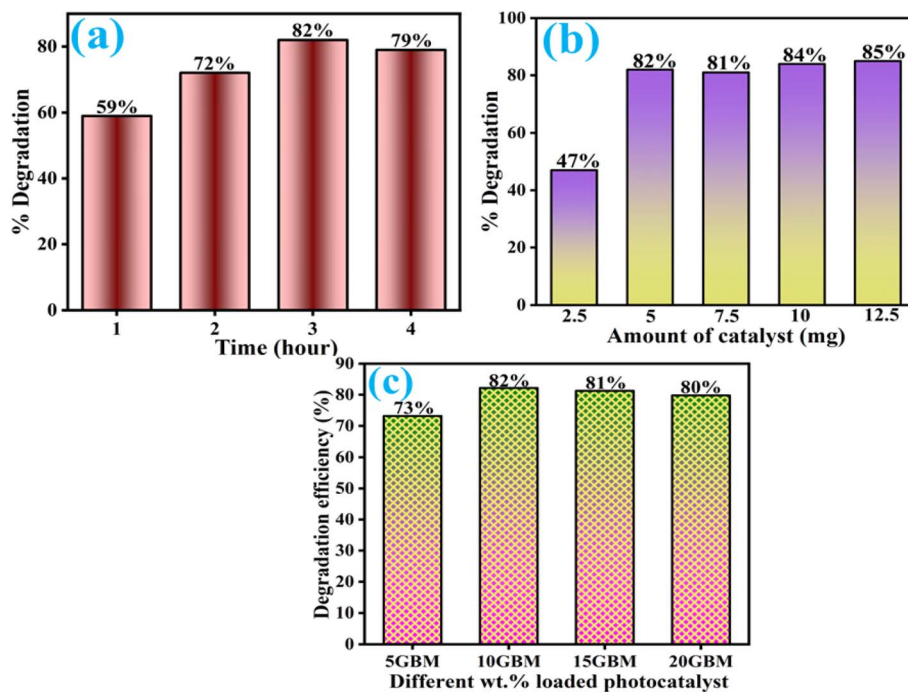 (a)
% Degradation
80
60
40
20
0
59%
72%
82%
79%
1 2 3 4
Time (hour)
(b)
% Degradation
100
80
60
40
20
0
47%
82%
81%
84%
85%
2.5 5 7.5 10 12.5
Amount of catalyst (mg)
(c)
Degradation efficiency (%)
90
80
70
60
50
40
30
20
10
0
73%
82%
81%
80%
5GBM 10GBM 15GBM 20GBM
Different wt.% loaded photocatalyst